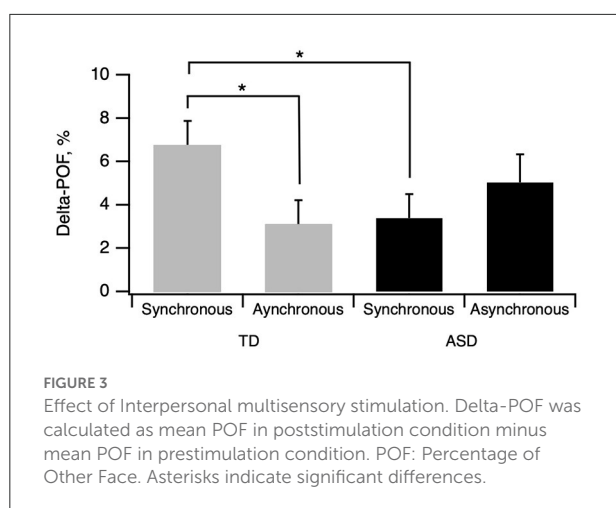 *
*
10
8
6
4
2
0
Delta-POF, %
Synchronous Aynchronous Synchronous Asynchronous
TD ASD
FIGURE 3
Effect of Interpersonal multisensory stimulation. Delta-POF was
calculated as mean POF in poststimulation condition minus
mean POF in prestimulation condition. POF: Percentage of
Other Face. Asterisks indicate significant differences.